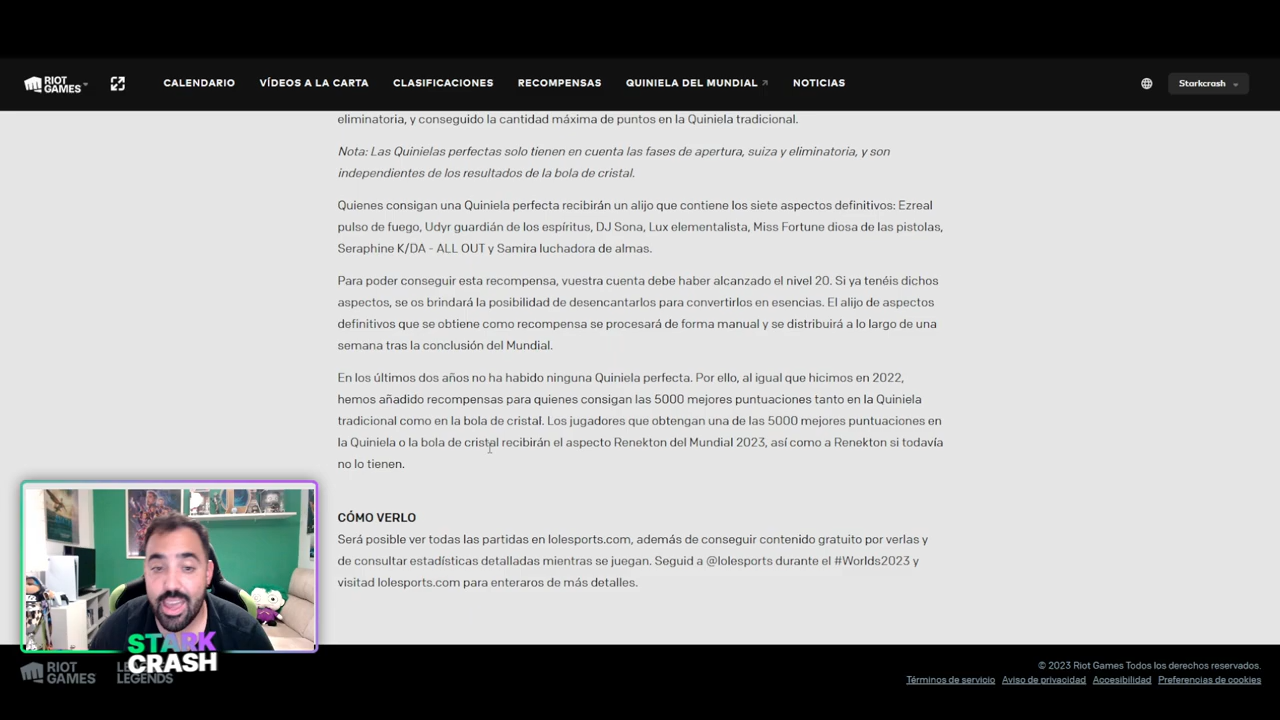 RIOT GAMES
CALENDARIO
VÍDEOS A LA CARTA
CLASIFICACIONES
RECOMPENSAS
QUINIELA DEL MUNDIAL
NOTICIAS
Starkcrash
eliminatoria, y conseguido la cantidad máxima de puntos en la Quiniela tradicional.
Nota: Las Quinielas perfectas solo tienen en cuenta las fases de apertura, suiza y eliminatoria, y son
independientes de los resultados de la bola de cristal.
Quienes consigan una Quiniela perfecta recibirán un alijo que contiene los siete aspectos definitivos: Ezreal
pulso de fuego, Udyr guardián de los espíritus, DJ Sona, Lux elementalista, Miss Fortune diosa de las pistolas,
Seraphine K/DA - ALL OUT y Samira luchadora de almas.
Para poder conseguir esta recompensa, vuestra cuenta debe haber alcanzado el nivel 20. Si ya tenéis dichos
aspectos, se os brindará la posibilidad de desencantarlos para convertirlos en esencias. El alijo de aspectos
definitivos que se obtiene como recompensa se procesará de forma manual y se distribuirá a lo largo de una
semana tras la conclusión del Mundial.
En los últimos dos años no ha habido ninguna Quiniela perfecta. Por ello, al igual que hicimos en 2022,
hemos añadido recompensas para quienes consigan las 5000 mejores puntuaciones tanto en la Quiniela
tradicional como en la bola de cristal. Los jugadores que obtengan una de las 5000 mejores puntuaciones en
la Quiniela o la bola de cristal recibirán el aspecto Renekton del Mundial 2023, así como a Renekton si todavía
no lo tienen.
CÓMO VERLO
Será posible ver todas las partidas en lolesports.com, además de conseguir contenido gratuito por verlas y
de consultar estadísticas detalladas mientras se juegan. Seguid a @lolesports durante el #Worlds2023 y
visitad lolesports.com para enteraros de más detalles.
STARK
CRASH
RIOT GAMES
LEGENDS
© 2023 Riot Games Todos los derechos reservados.
Términos de servicio
Aviso de privacidad
Accesibilidad
Preferencias de cookies